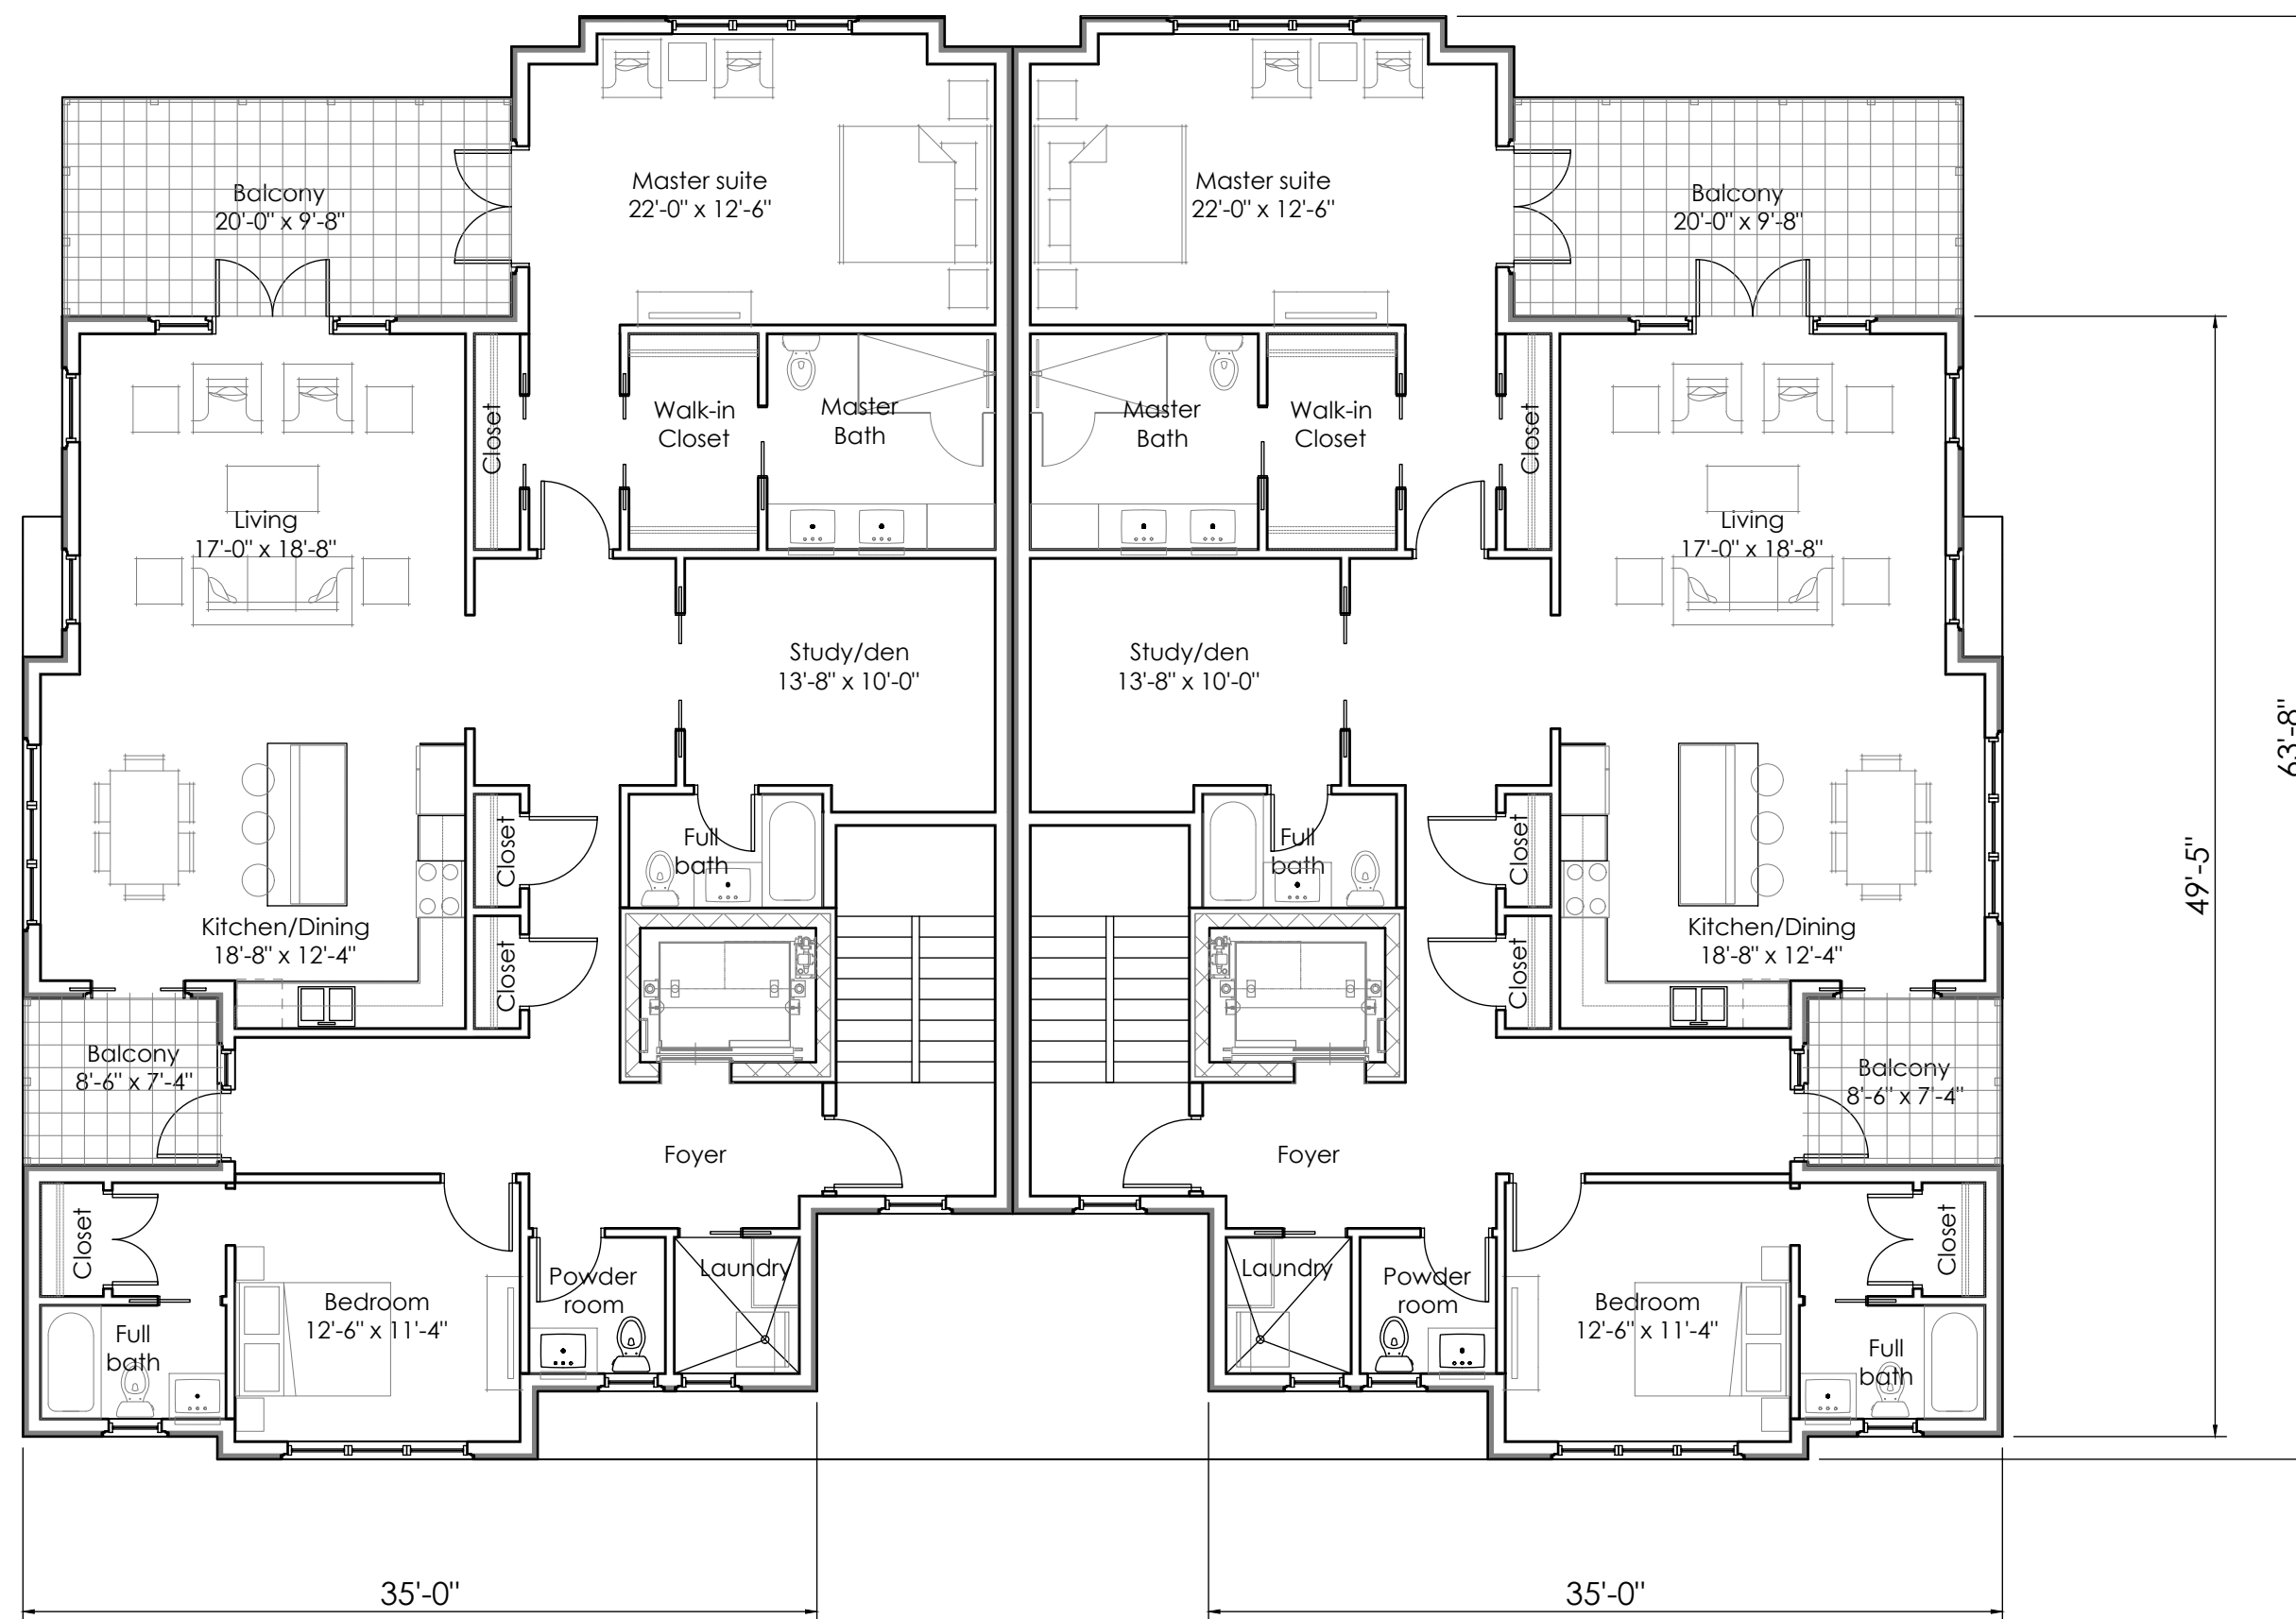 Master suite
22'-0" x 12'-6"
Master suite
22'-0" x 12'-6"
Balcony
20'-0" x 9'-8"
Balcony
20'-0" x 9'-8"
Closet
Walk-in
Closet
Master
Bath
Master
Bath
Walk-in
Closet
Closet
Living
17'-0" x 18'-8"
Living
17'-0" x 18'-8"
Study/den
13'-8" x 10'-0"
Study/den
13'-8" x 10'-0"
63'-8"
49'-5"
Closet
Full
bath
Full
bath
Closet
Kitchen/Dining
18'-8" x 12'-4"
Closet
Closet
Kitchen/Dining
18'-8" x 12'-4"
Balcony
8'-6" x 7'-4"
Balcony
8'-6" x 7'-4"
Foyer
Foyer
Closet
Closet
Bedroom
12'-6" x 11'-4"
Powder
room
Laundry
Laundry
Powder
room
Bedroom
12'-6" x 11'-4"
Full
bath
Full
bath
35'-0"
35'-0"